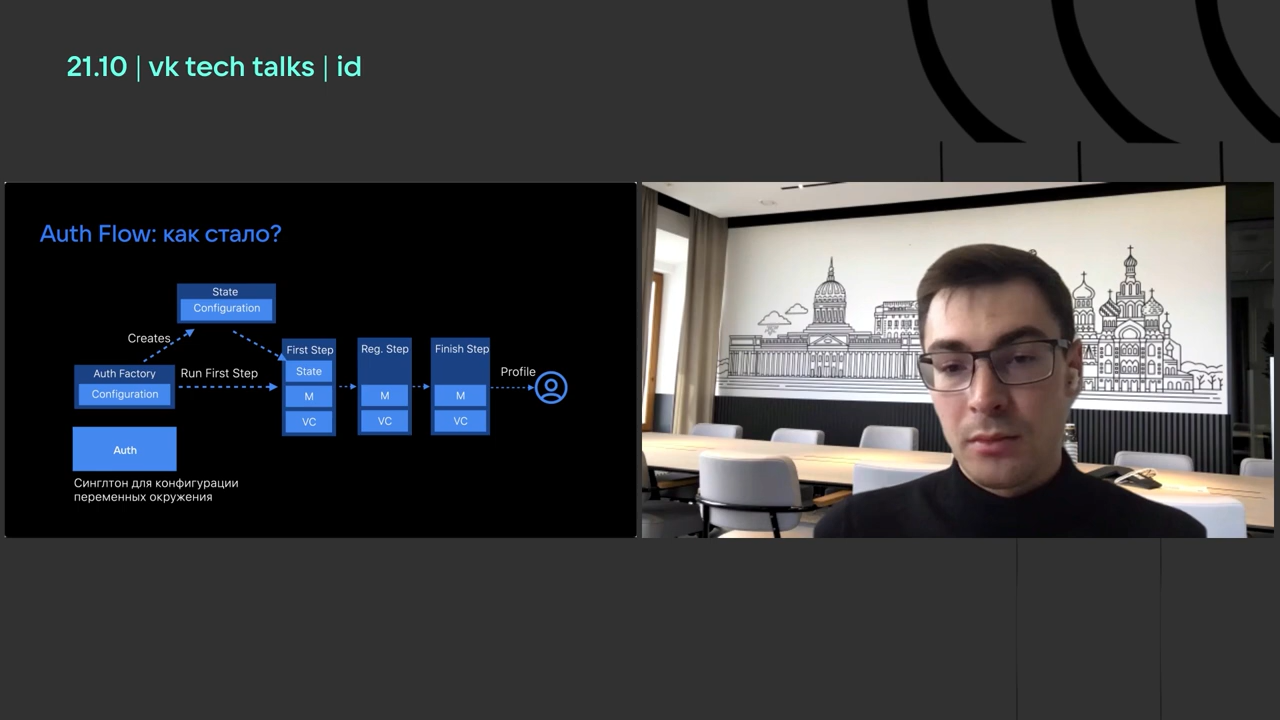 21.10 | vk tech talks | id
Auth Flow: как стало?
State
Configuration
Creates
Auth Factory
Configuration
Run First Step
First Step
State
M
VC
Reg. Step
M
VC
Finish Step
M
VC
Profile
Auth
Синглтон для конфигурации
переменных окружения